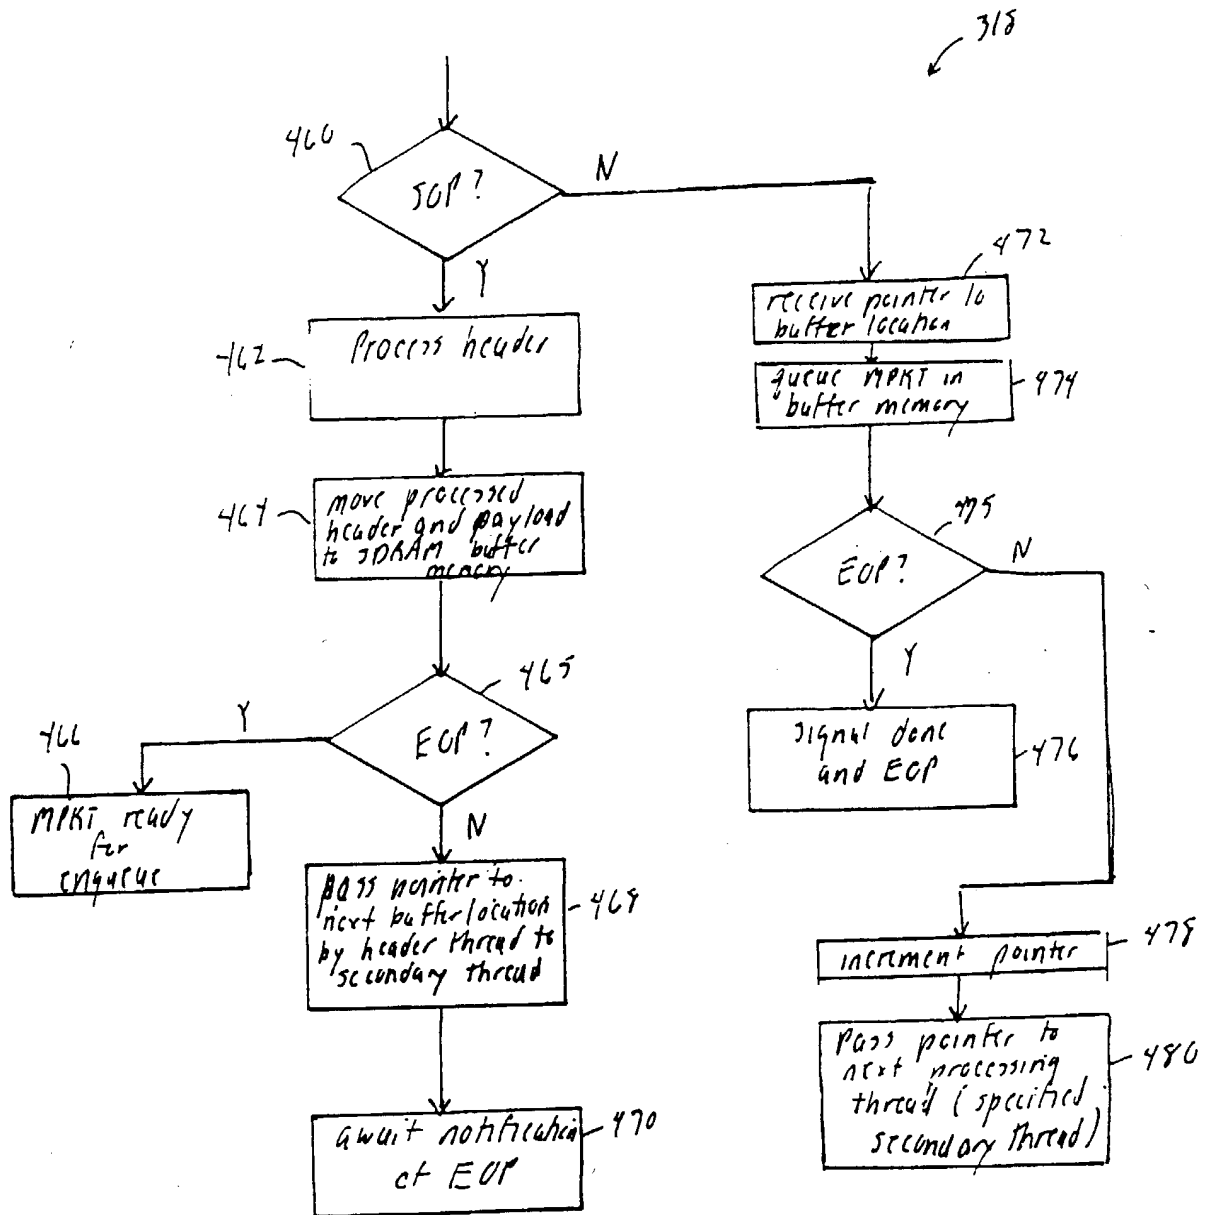 318
460
SOP?
N
Y
462
Process header
464
move processed
header and payload
to SDRAM buffer
memory
465
EOP?
Y
466
MPKT ready
for
enqueue
N
pass pointer to
next buffer location
by header thread to
secondary thread
468
await notification
of EOP
470
472
receive pointer to
buffer location
queue MPKT in
buffer memory
474
475
EOP?
N
Y
signal done
and EOP
476
increment pointer
478
Pass pointer to
next processing
thread (specified
secondary thread)
480